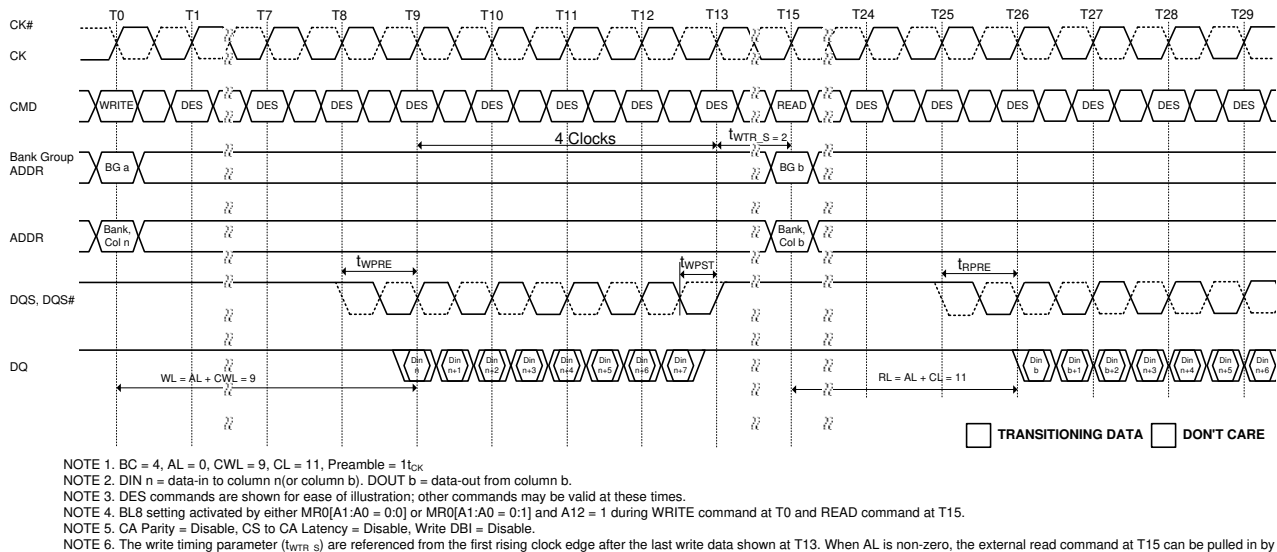 T0 T1 T7 T8 T9 T10 T11 T12 T13 T15 T24 T25 T26 T27 T28 T29
CK#
CK
CMD WRITE DES DES DES DES DES DES DES DES READ DES DES DES DES DES DES
4 Clocks tWTR_S = 2
Bank Group
ADDR
BG a BG b
ADDR
Bank,
Col n
Bank,
Col b
tWPRE tWPST tRPRE
DQS, DQS#
DQ
Din
n
Din
n+1
Din
n+2
Din
n+3
Din
n+4
Din
n+5
Din
n+6
Din
n+7
Din
b
Din
b+1
Din
b+2
Din
n+3
Din
n+4
Din
n+5
Din
n+6
WL = AL + CWL = 9 RL = AL + CL = 11
TRANSITIONING DATA DON'T CARE
NOTE 1. BC = 4, AL = 0, CWL = 9, CL = 11, Preamble = 1tCK
NOTE 2. DIN n = data-in to column n(or column b). DOUT b = data-out from column b.
NOTE 3. DES commands are shown for ease of illustration; other commands may be valid at these times.
NOTE 4. BL8 setting activated by either MR0[A1:A0 = 0:0] or MR0[A1:A0 = 0:1] and A12 = 1 during WRITE command at T0 and READ command at T15.
NOTE 5. CA Parity = Disable, CS to CA Latency = Disable, Write DBI = Disable.
NOTE 6. The write timing parameter (tWTR_S) are referenced from the first rising clock edge after the last write data shown at T13. When AL is non-zero, the external read command at T15 can be pulled in by